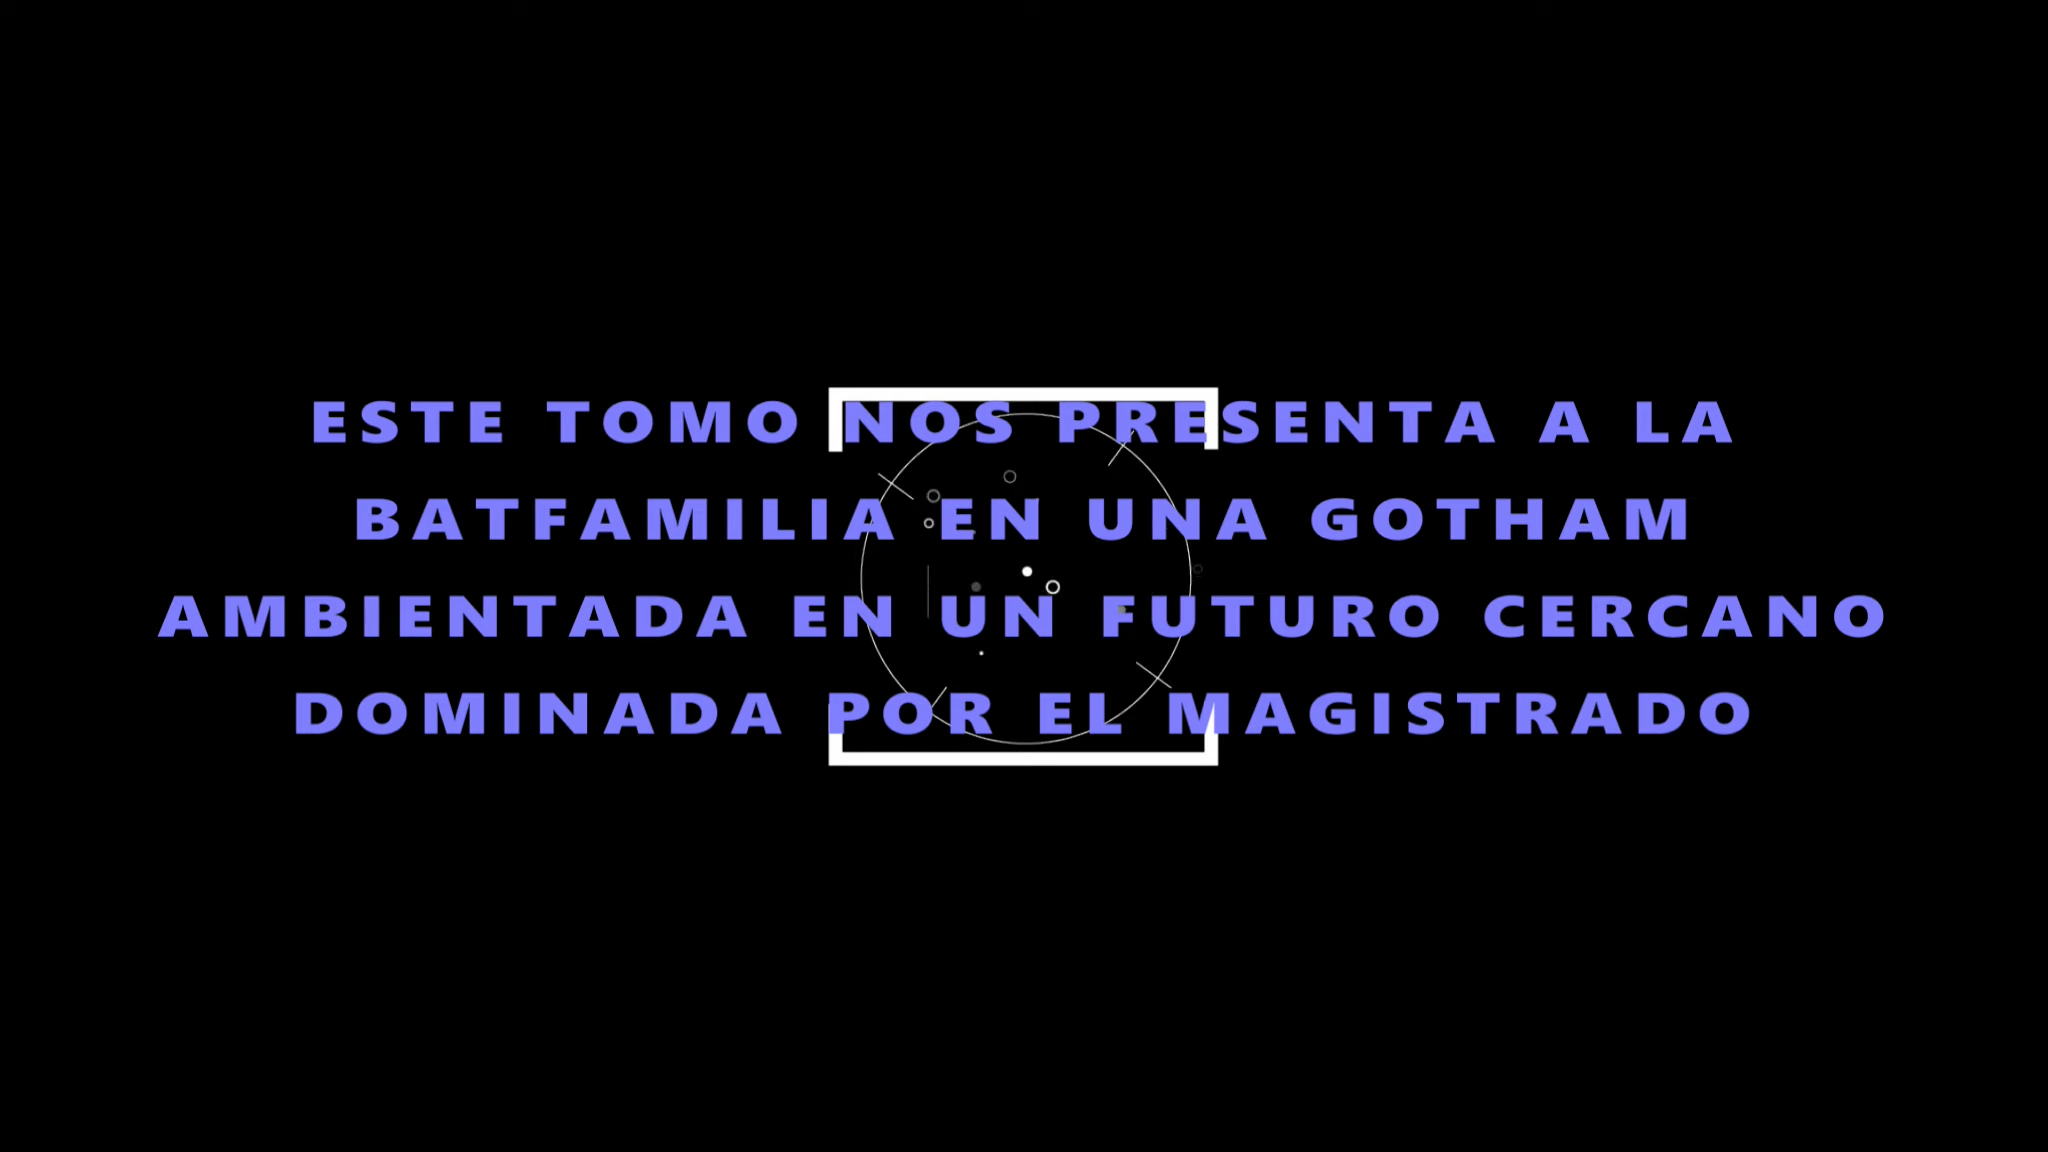 ESTE TOMO NOS PRESENTA A LA
BATFAMILIA EN UNA GOTHAM
AMBIENTADA EN UN FUTURO CERCANO
DOMINADA POR EL MAGISTRADO